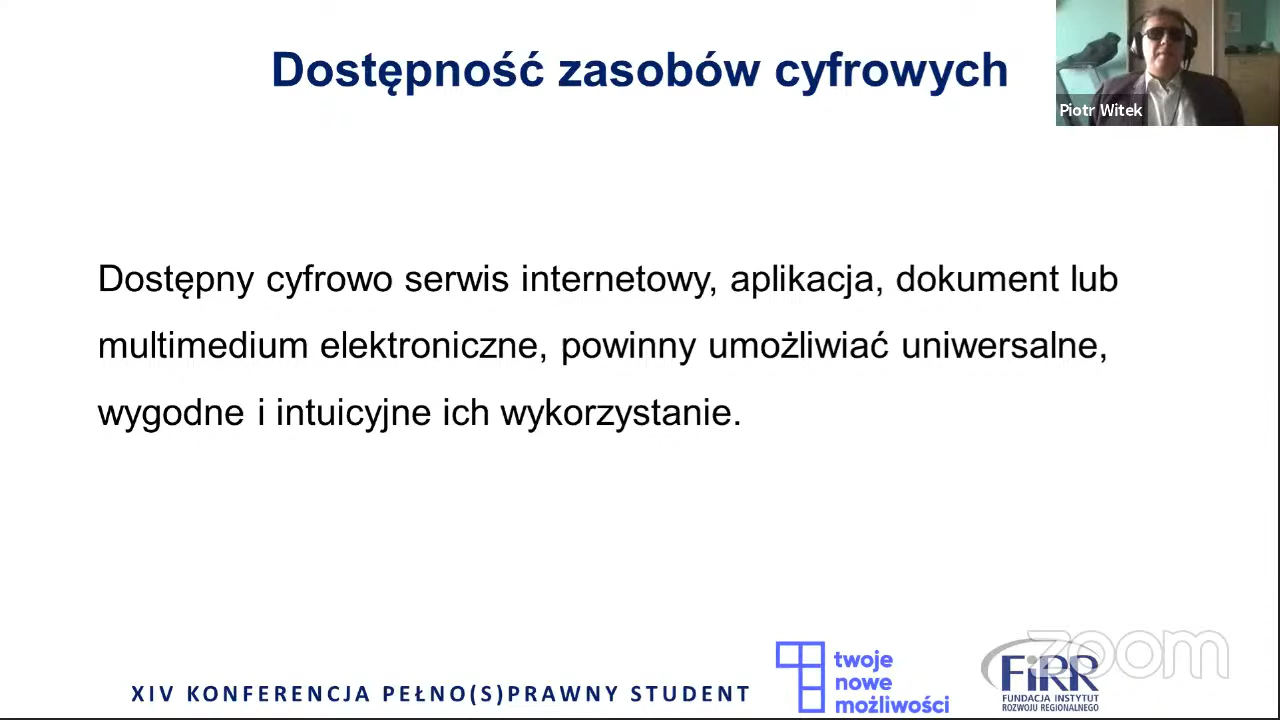 Dostępność zasobów cyfrowych
Piotr Witek
Dostępny cyfrowo serwis internetowy, aplikacja, dokument lub
multimedium elektroniczne, powinny umożliwiać uniwersalne,
wygodne i intuicyjne ich wykorzystanie.
XIV KONFERENCJA PEŁNO(S)PRAWNY STUDENT
twoje
nowe
możliwości
FiRR
FUNDACJA INSTYTUT
ROZWOJU REGIONALNEGO
zoom